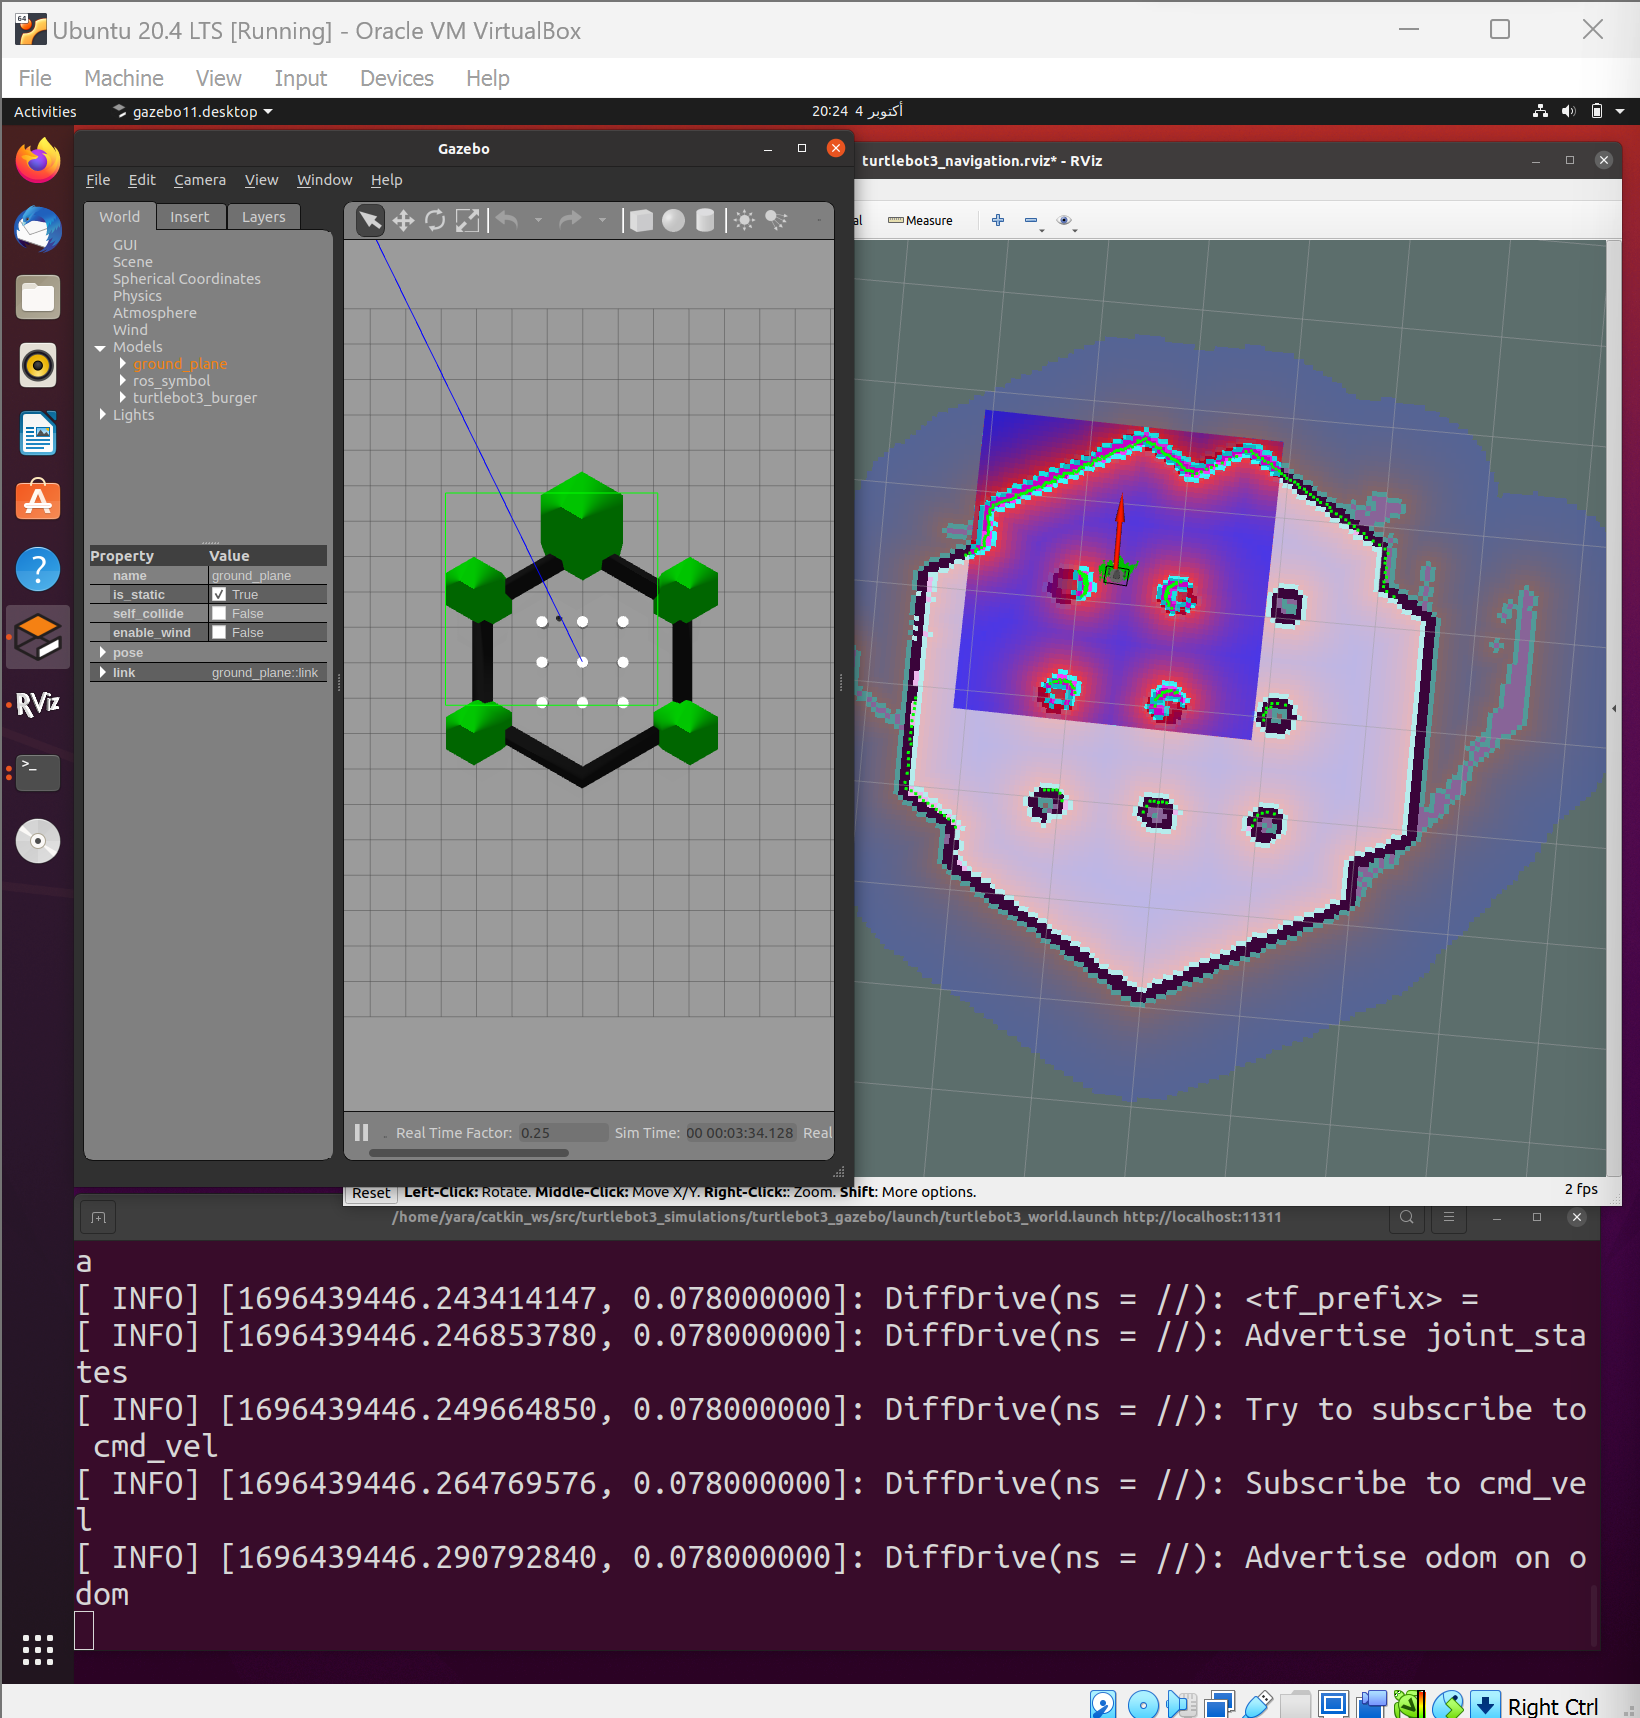 Ubuntu 20.4 LTS [Running] - Oracle VM VirtualBox
File Machine View Input Devices Help
Activities gazebo11.desktop 20:24 4 أكتوبر
Gazebo
turtlebot3_navigation.rviz* - RViz
File Edit Camera View Window Help
World Insert Layers
al Measure
GUI
Scene
Spherical Coordinates
Physics
Atmosphere
Wind
Models
ground_plane
ros_symbol
turtlebot3_burger
Lights
Property Value
name ground_plane
is_static True
self_collide False
enable_wind False
pose
link ground_plane::link
RViz
Real Time Factor: 0.25 Sim Time: 00 00:03:34.128 Real
Reset Left-Click: Rotate. Middle-Click: Move X/Y. Right-Click:: Zoom. Shift: More options. 2 fps
/home/yara/catkin_ws/src/turtlebot3_simulations/turtlebot3_gazebo/launch/turtlebot3_world.launch http://localhost:11311
a
[ INFO] [1696439446.243414147, 0.078000000]: DiffDrive(ns = //): <tf_prefix> =
[ INFO] [1696439446.246853780, 0.078000000]: DiffDrive(ns = //): Advertise joint_sta
tes
[ INFO] [1696439446.249664850, 0.078000000]: DiffDrive(ns = //): Try to subscribe to
cmd_vel
[ INFO] [1696439446.264769576, 0.078000000]: DiffDrive(ns = //): Subscribe to cmd_ve
l
[ INFO] [1696439446.290792840, 0.078000000]: DiffDrive(ns = //): Advertise odom on o
dom
Right Ctrl